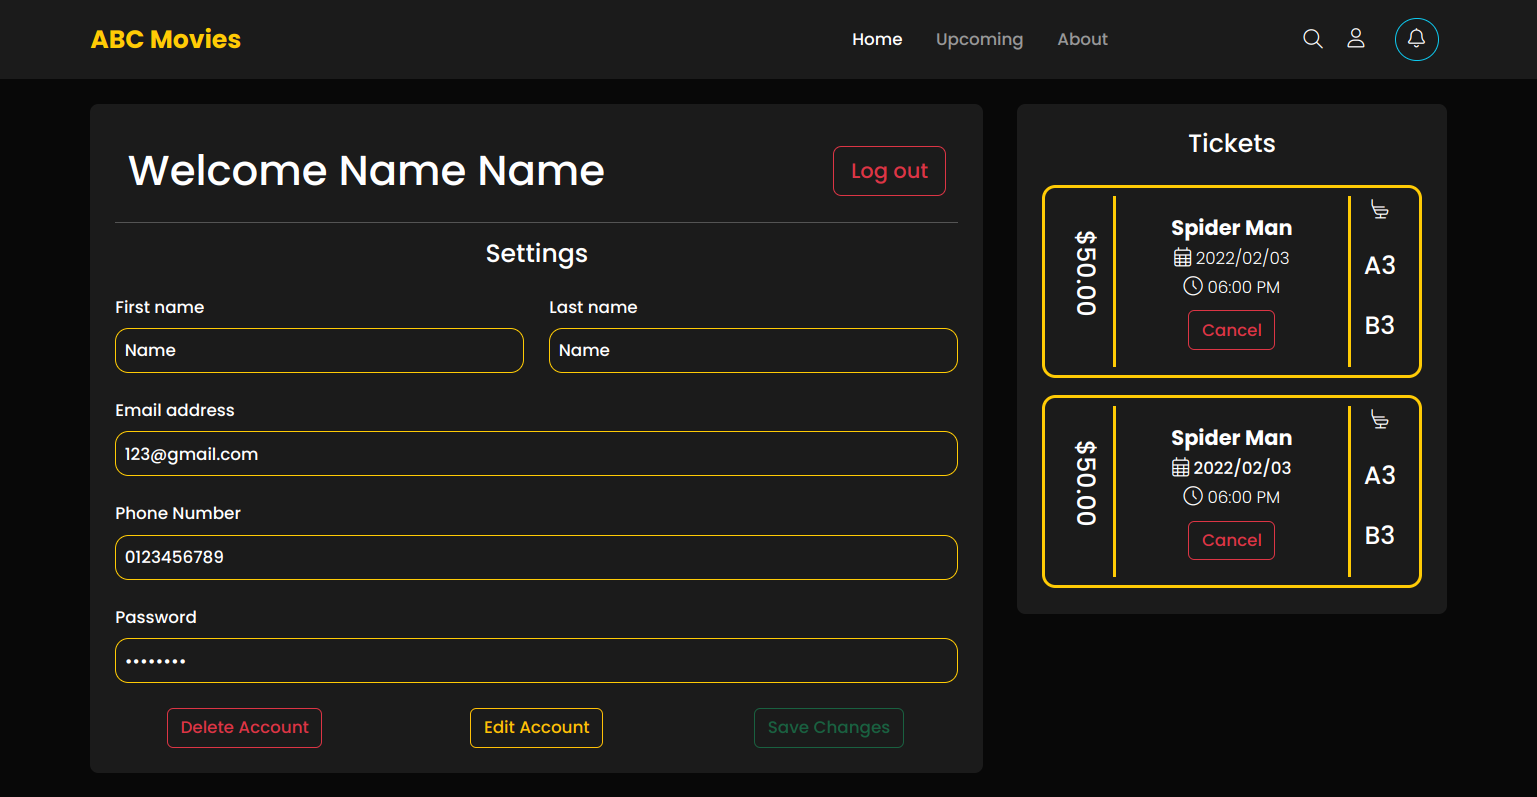 ABC Movies
Home Upcoming About
Welcome Name Name
Log out
Settings
First name
Last name
Name
Name
Email address
123@gmail.com
Phone Number
0123456789
Password
••••••••
Delete Account
Edit Account
Save Changes
Tickets
$50.00
Spider Man
2022/02/03
06:00 PM
Cancel
A3
B3
$50.00
Spider Man
2022/02/03
06:00 PM
Cancel
A3
B3